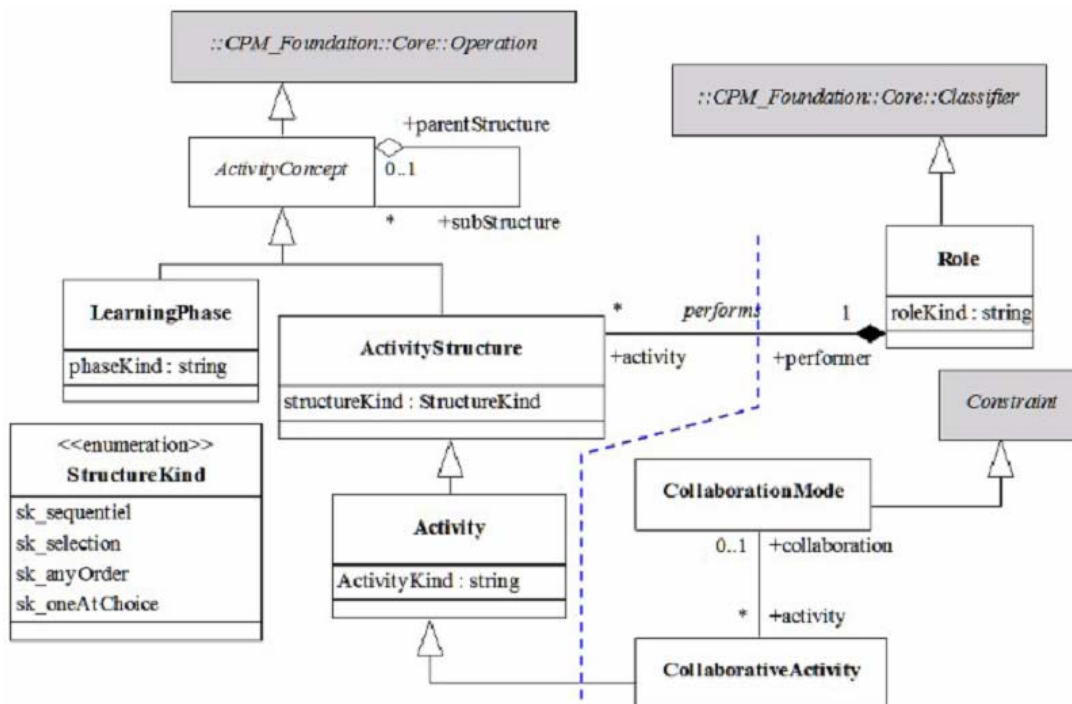 ::CPM_Foundation::Core::Operation
::CPM_Foundation::Core::Classifier
+parentStructure
ActivityConcept
0..1
* +subStructure
Role
roleKind : string
LearningPhase
phaseKind : string
ActivityStructure
structureKind : StructureKind
* performs 1
+activity +performer
Constraint
<<enumeration>>
StructureKind
sk_sequentiel
sk_selection
sk_anyOrder
sk_oneAtChoice
Activity
ActivityKind : string
CollaborationMode
0..1 +collaboration
* +activity
CollaborativeActivity